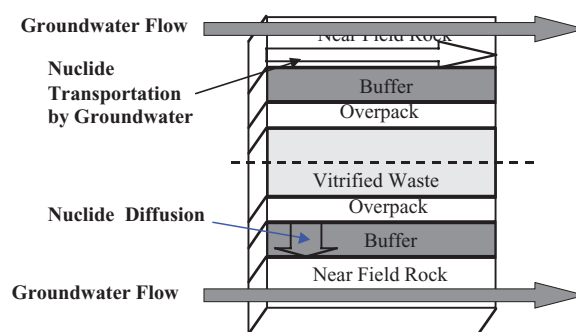 Groundwater Flow
Near Field Rock
Nuclide
Transportation
by Groundwater
Buffer
Overpack
Vitrified Waste
Overpack
Nuclide Diffusion
Buffer
Near Field Rock
Groundwater Flow